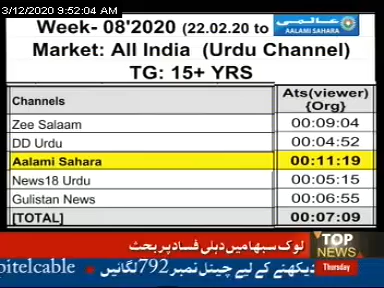 3/12/2020 9:52:04 AM
Week- 08'2020 (22.02.20 to
عالمی
AALAMI SAHARA
Market: All India (Urdu Channel)
TG: 15+ YRS
Channels Ats(viewer) {Org}
Zee Salaam 00:09:04
DD Urdu 00:04:52
Aalami Sahara 00:11:19
News18 Urdu 00:05:15
Gulistan News 00:06:55
[TOTAL] 00:07:09
لوک سبھا میں دہلی فساد پر بحث
TOP NEWS
دیکھنے کے لیے چینل نمبر 792 لگائیں
bitelcable
Thursday